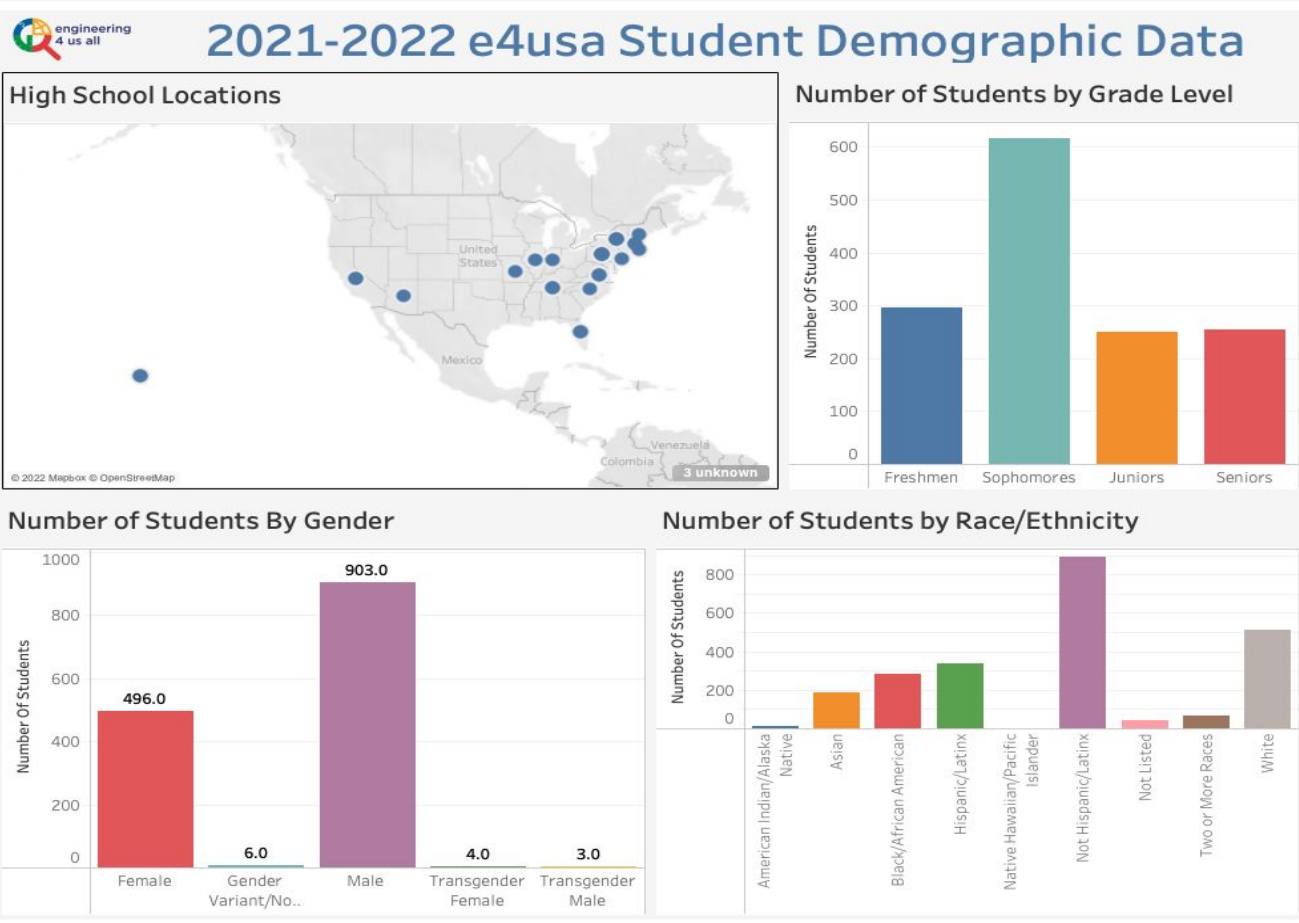 engineering
4 us all
2021-2022 e4usa Student Demographic Data
High School Locations
United
States
Mexico
Venezuela
Colombia
3 unknown
© 2022 Mapbox © OpenStreetMap
Number of Students by Grade Level
Number Of Students
600
500
400
300
200
100
0
Freshmen
Sophomores
Juniors
Seniors
Number of Students By Gender
Number Of Students
1000
800
600
400
200
0
496.0
6.0
903.0
4.0
3.0
Female
Gender
Variant/No..
Male
Transgender
Female
Transgender
Male
Number of Students by Race/Ethnicity
Number Of Students
800
600
400
200
0
American Indian/Alaska
Native
Asian
Black/African American
Hispanic/Latinx
Native Hawaiian/Pacific
Islander
Not Hispanic/Latinx
Not Listed
Two or More Races
White